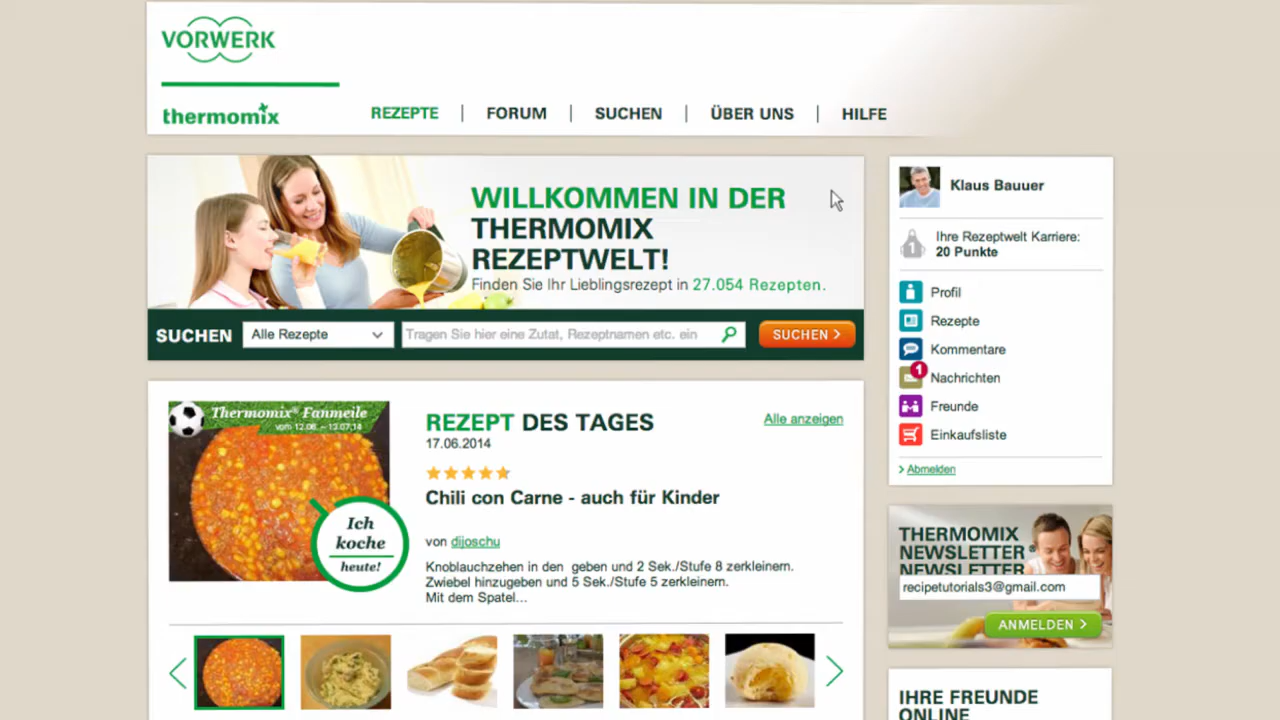 VORWERK
thermomix
REZEPTE | FORUM | SUCHEN | ÜBER UNS | HILFE
WILLKOMMEN IN DER
THERMOMIX
REZEPTWELT!
Finden Sie Ihr Lieblingsrezept in 27.054 Rezepten.
SUCHEN Alle Rezepte Tragen Sie hier eine Zutat, Rezeptnamen etc. ein SUCHEN >
Thermomix® Fanmeile
vom 12.06. – 13.07.14
Ich
koche
heute!
REZEPT DES TAGES Alle anzeigen
17.06.2014
Chili con Carne - auch für Kinder
von dijoschu
Knoblauchzehen in den geben und 2 Sek./Stufe 8 zerkleinern.
Zwiebel hinzugeben und 5 Sek./Stufe 5 zerkleinern.
Mit dem Spatel...
Klaus Bauuer
1
Ihre Rezeptwelt Karriere:
20 Punkte
Profil
Rezepte
Kommentare
1
Nachrichten
Freunde
Einkaufsliste
> Abmelden
THERMOMIX
NEWSLETTER®
NEWSLETTER
recipetutorials3@gmail.com
ANMELDEN >
IHRE FREUNDE
ONLINE